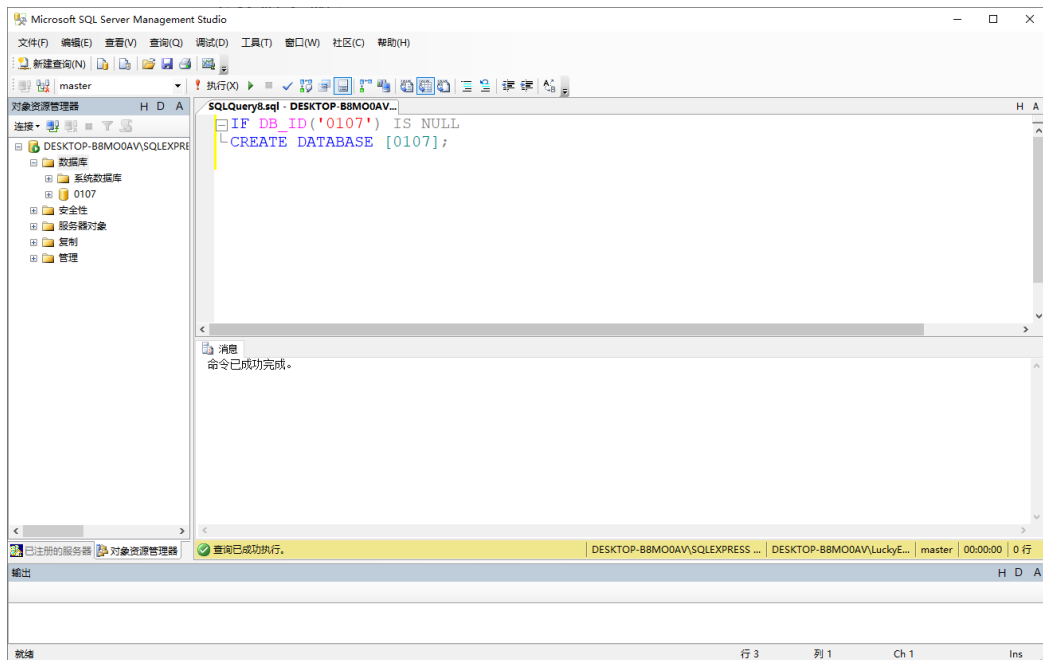 Microsoft SQL Server Management Studio
文件(F) 编辑(E) 查看(V) 查询(Q) 调试(D) 工具(T) 窗口(W) 社区(C) 帮助(H)
新建查询(N)
master 执行(X)
对象资源管理器 H D A
连接
DESKTOP-B8MO0AV\SQLEXPRE
数据库
系统数据库
0107
安全性
服务器对象
复制
管理
SQLQuery8.sql - DESKTOP-B8MO0AV... H A
IF DB_ID('0107') IS NULL
CREATE DATABASE [0107];
消息
命令已成功完成。
已注册的服务器 对象资源管理器
查询已成功执行。 DESKTOP-B8MO0AV\SQLEXPRESS ... DESKTOP-B8MO0AV\LuckyE... master 00:00:00 0 行
输出 H D A
就绪 行 3 列 1 Ch 1 Ins